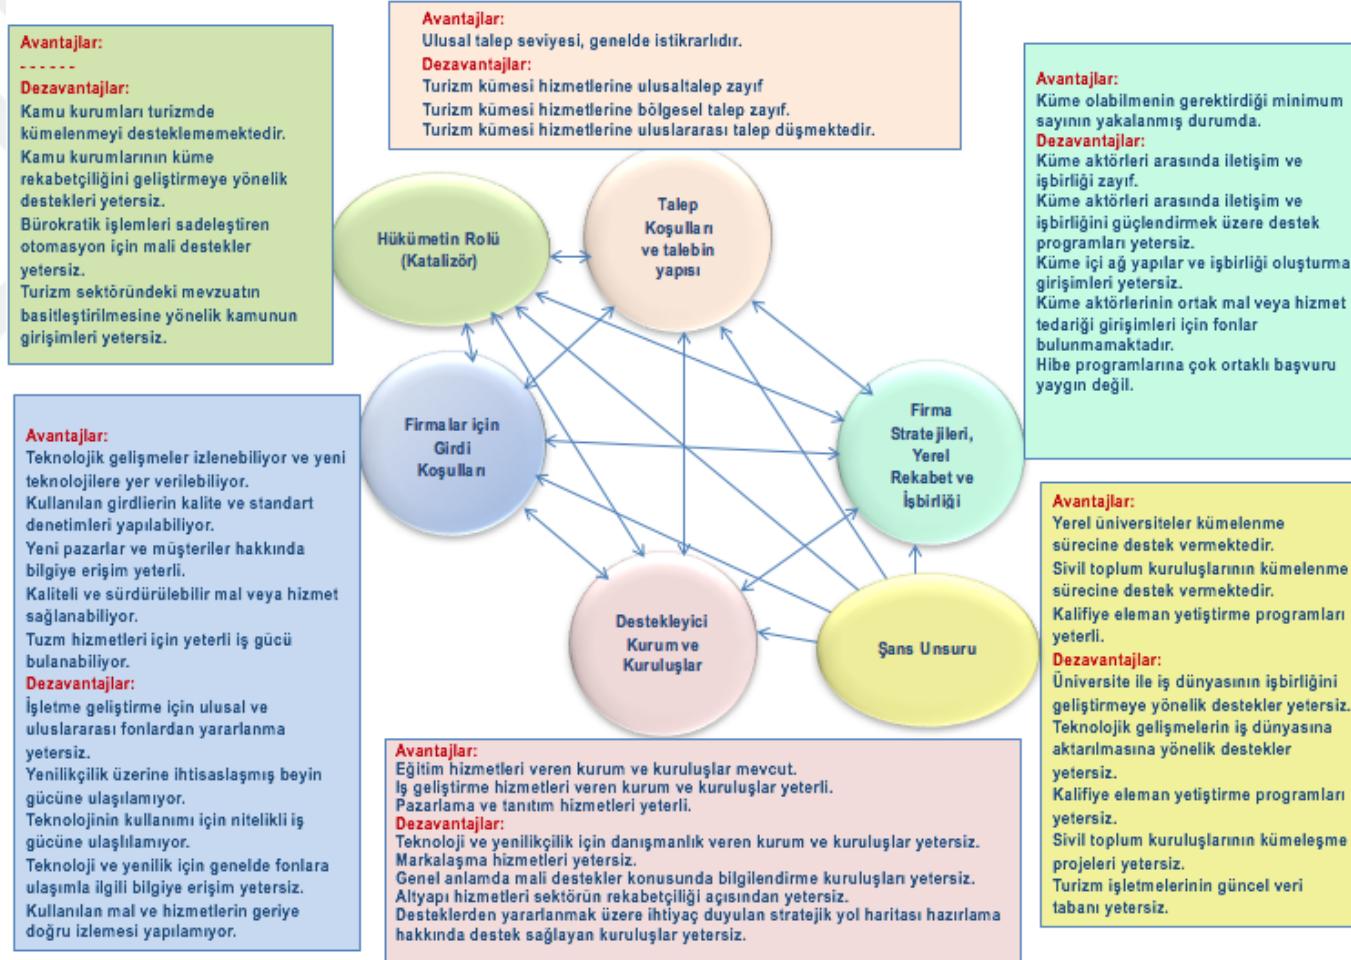 Avantajlar:
- - - - - -
Dezavantajlar:
Kamu kurumları turizmde
kümelenmeyi desteklememektedir.
Kamu kurumlarının küme
rekabetçiliğini geliştirmeye yönelik
destekleri yetersiz.
Bürokratik işlemleri sadeleştiren
otomasyon için mali destekler
yetersiz.
Turizm sektöründeki mevzuatın
basitleştirilmesine yönelik kamunun
girişimleri yetersiz.
Avantajlar:
Ulusal talep seviyesi, genelde istikrarlıdır.
Dezavantajlar:
Turizm kümesi hizmetlerine ulusaltalep zayıf
Turizm kümesi hizmetlerine bölgesel talep zayıf.
Turizm kümesi hizmetlerine uluslararası talep düşmektedir.
Avantajlar:
Küme olabilmenin gerektirdiği minimum
sayının yakalanmış durumda.
Dezavantajlar:
Küme aktörleri arasında iletişim ve
işbirliği zayıf.
Küme aktörleri arasında iletişim ve
işbirliğini güçlendirmek üzere destek
programları yetersiz.
Küme içi ağ yapılar ve işbirliği oluşturma
girişimleri yetersiz.
Küme aktörlerinin ortak mal veya hizmet
tedariği girişimleri için fonlar
bulunmamaktadır.
Hibe programlarına çok ortaklı başvuru
yaygın değil.
Hükümetin Rolü
(Katalizör)
Talep
Koşulları
ve talebin
yapısı
Firmalar için
Girdi
Koşulları
Firma
Stratejileri,
Yerel
Rekabet ve
İşbirliği
Destekleyici
Kurum ve
Kuruluşlar
Şans Unsuru
Avantajlar:
Teknolojik gelişmeler izlenebiliyor ve yeni
teknolojilere yer verilebiliyor.
Kullanılan girdlierin kalite ve standart
denetimleri yapılabiliyor.
Yeni pazarlar ve müşteriler hakkında
bilgiye erişim yeterli.
Kaliteli ve sürdürülebilir mal veya hizmet
sağlanabiliyor.
Tuzm hizmetleri için yeterli iş gücü
bulanabiliyor.
Dezavantajlar:
İşletme geliştirme için ulusal ve
uluslararası fonlardan yararlanma
yetersiz.
Yenilikçilik üzerine ihtisaslaşmış beyin
gücüne ulaşılamıyor.
Teknolojinin kullanımı için nitelikli iş
gücüne ulaşlılamıyor.
Teknoloji ve yenilik için genelde fonlara
ulaşımla ilgili bilgiye erişim yetersiz.
Kullanılan mal ve hizmetlerin geriye
doğru izlemesi yapılamıyor.
Avantajlar:
Eğitim hizmetleri veren kurum ve kuruluşlar mevcut.
Iş geliştirme hizmetleri veren kurum ve kuruluşlar yeterli.
Pazarlama ve tanıtım hizmetleri yeterli.
Dezavantajlar:
Teknoloji ve yenilikçilik için danışmanlık veren kurum ve kuruluşlar yetersiz.
Markalaşma hizmetleri yetersiz.
Genel anlamda mali destekler konusunda bilgilendirme kuruluşları yetersiz.
Altyapı hizmetleri sektörün rekabetçiliği açısından yetersiz.
Desteklerden yararlanmak üzere ihtiyaç duyulan stratejik yol haritası hazırlama
hakkında destek sağlayan kuruluşlar yetersiz.
Avantajlar:
Yerel üniversiteler kümelenme
sürecine destek vermektedir.
Sivil toplum kuruluşlarının kümelenme
sürecine destek vermektedir.
Kalifiye eleman yetiştirme programları
yeterli.
Dezavantajlar:
Üniversite ile iş dünyasının işbirliğini
geliştirmeye yönelik destekler yetersiz.
Teknolojik gelişmelerin iş dünyasına
aktarılmasına yönelik destekler
yetersiz.
Kalifiye eleman yetiştirme programları
yetersiz.
Sivil toplum kuruluşlarının kümeleşme
projeleri yetersiz.
Turizm işletmelerinin güncel veri
tabanı yetersiz.